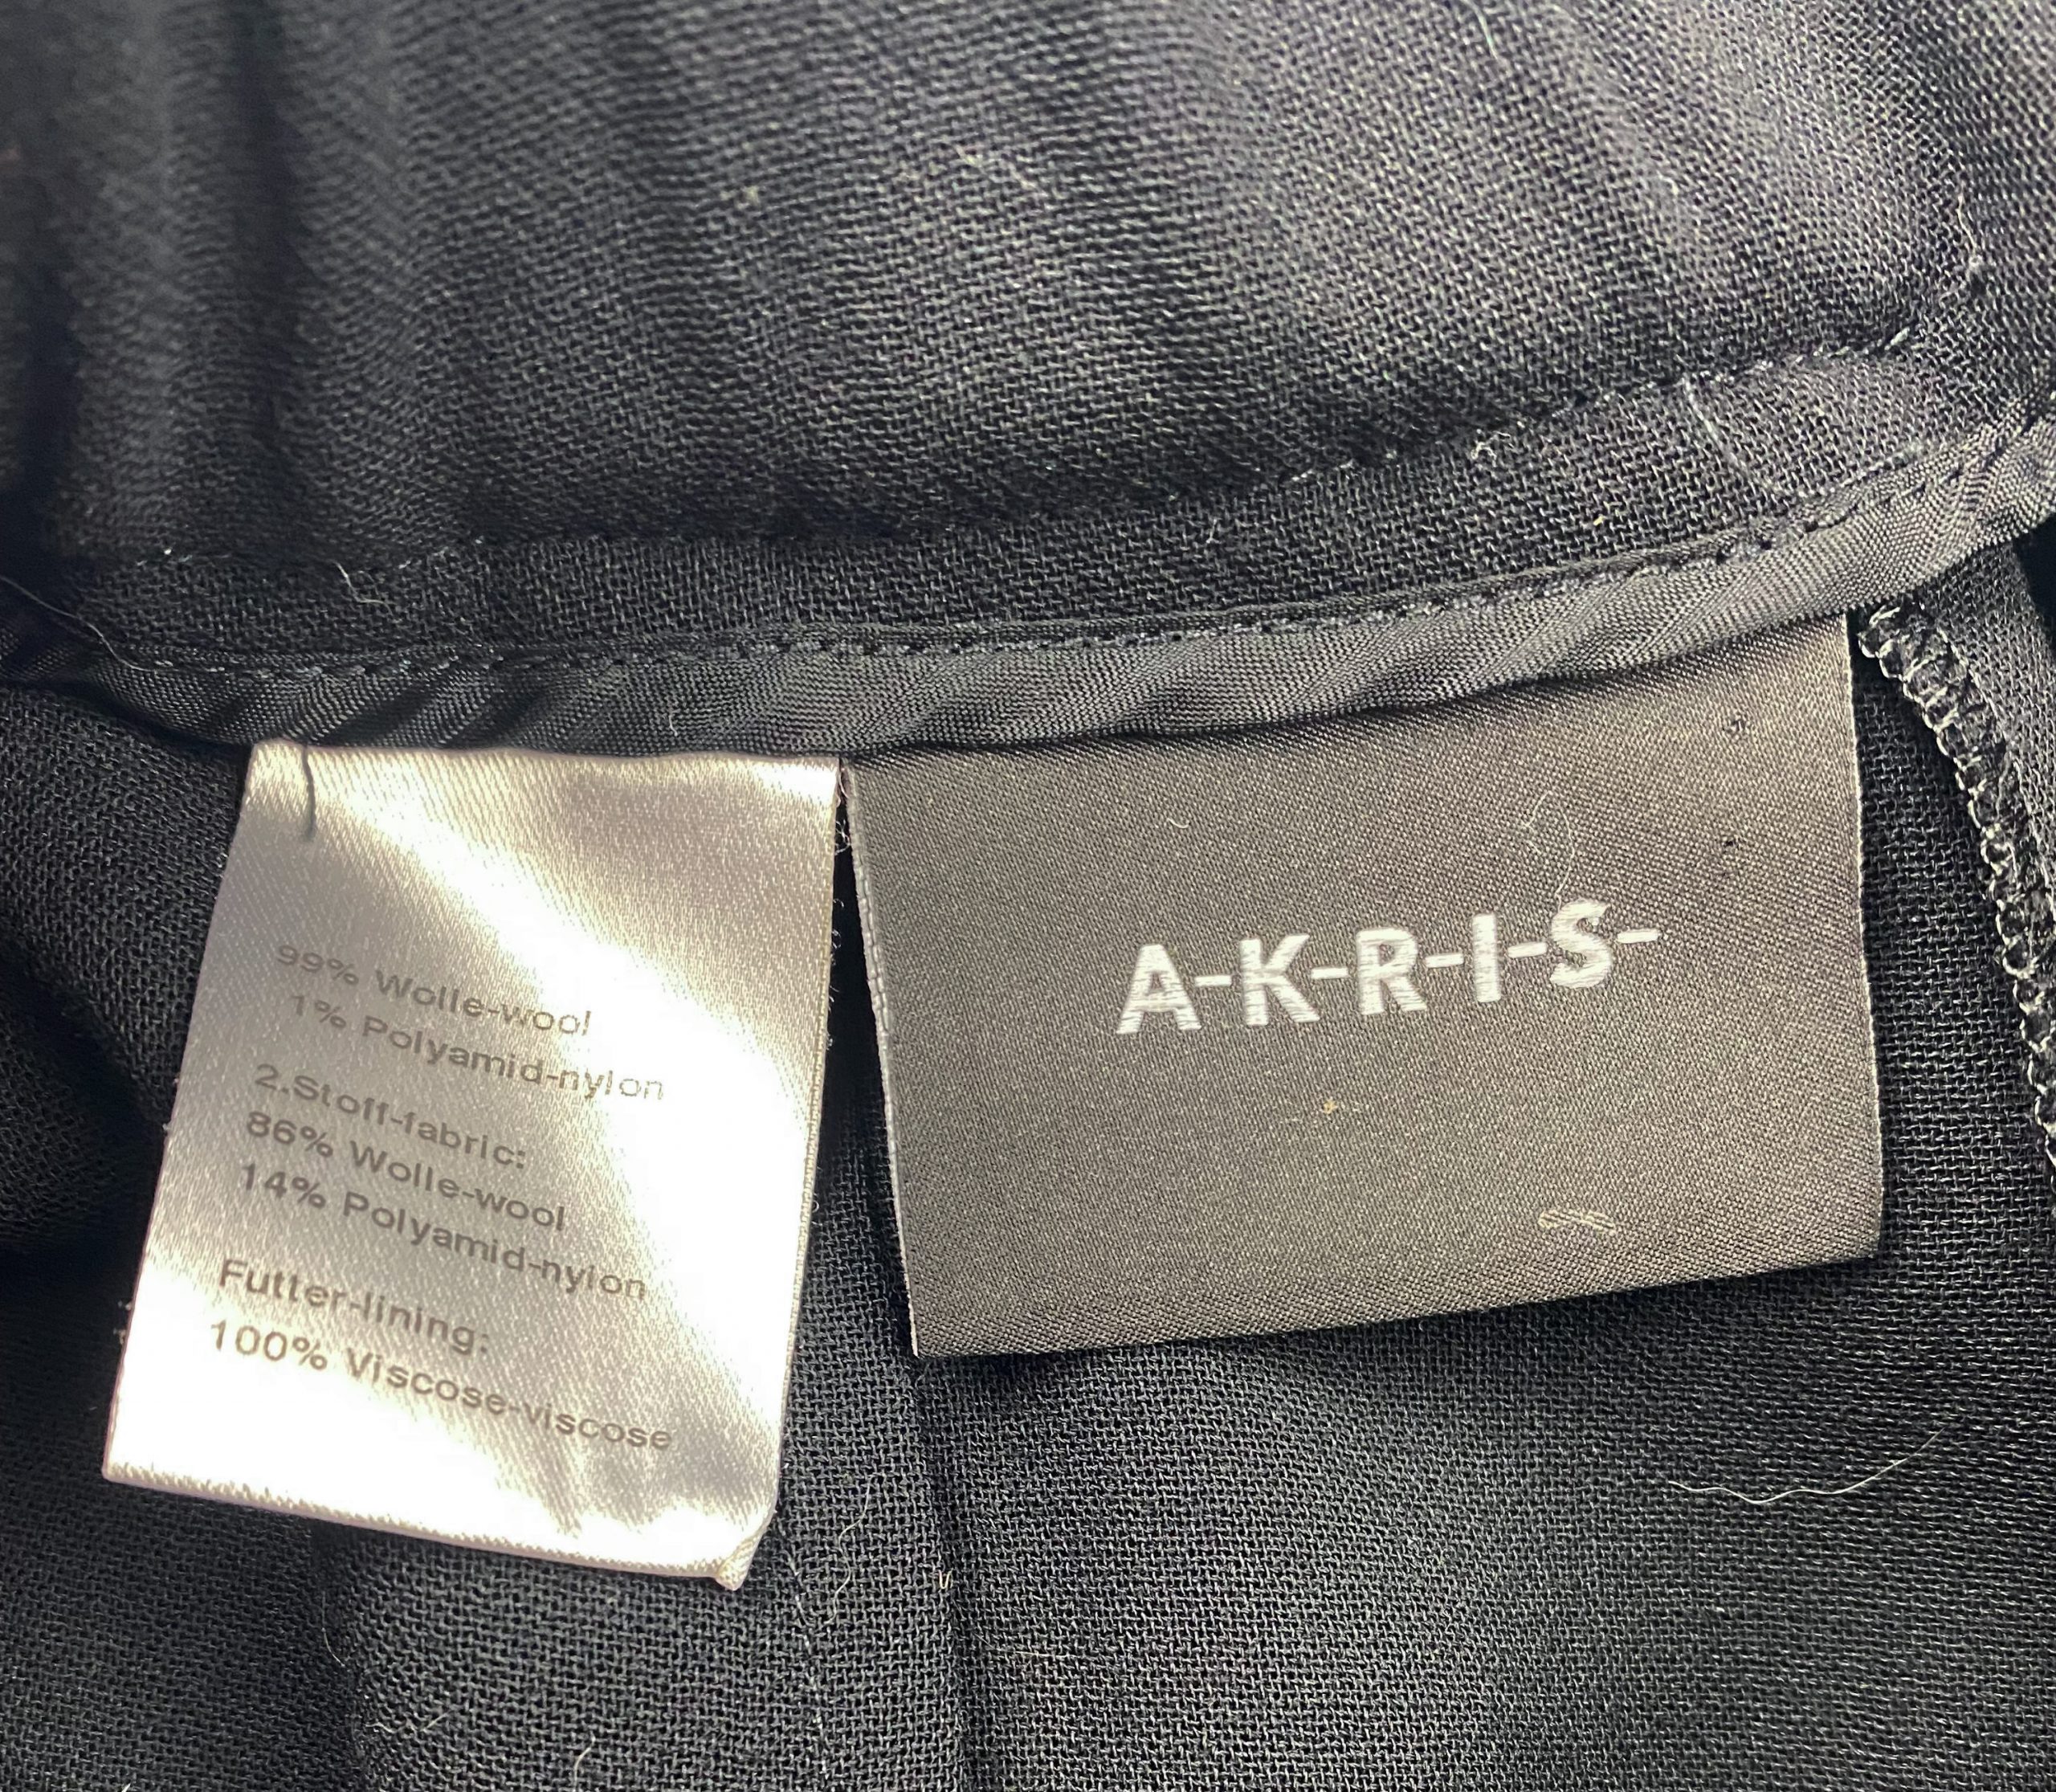 99% Wolle-wool
1% Polyamid-nylon
2.Stoff-fabric:
86% Wolle-wool
14% Polyamid-nylon
Futter-lining:
100% Viscose-viscose
A-K-R-I-S-